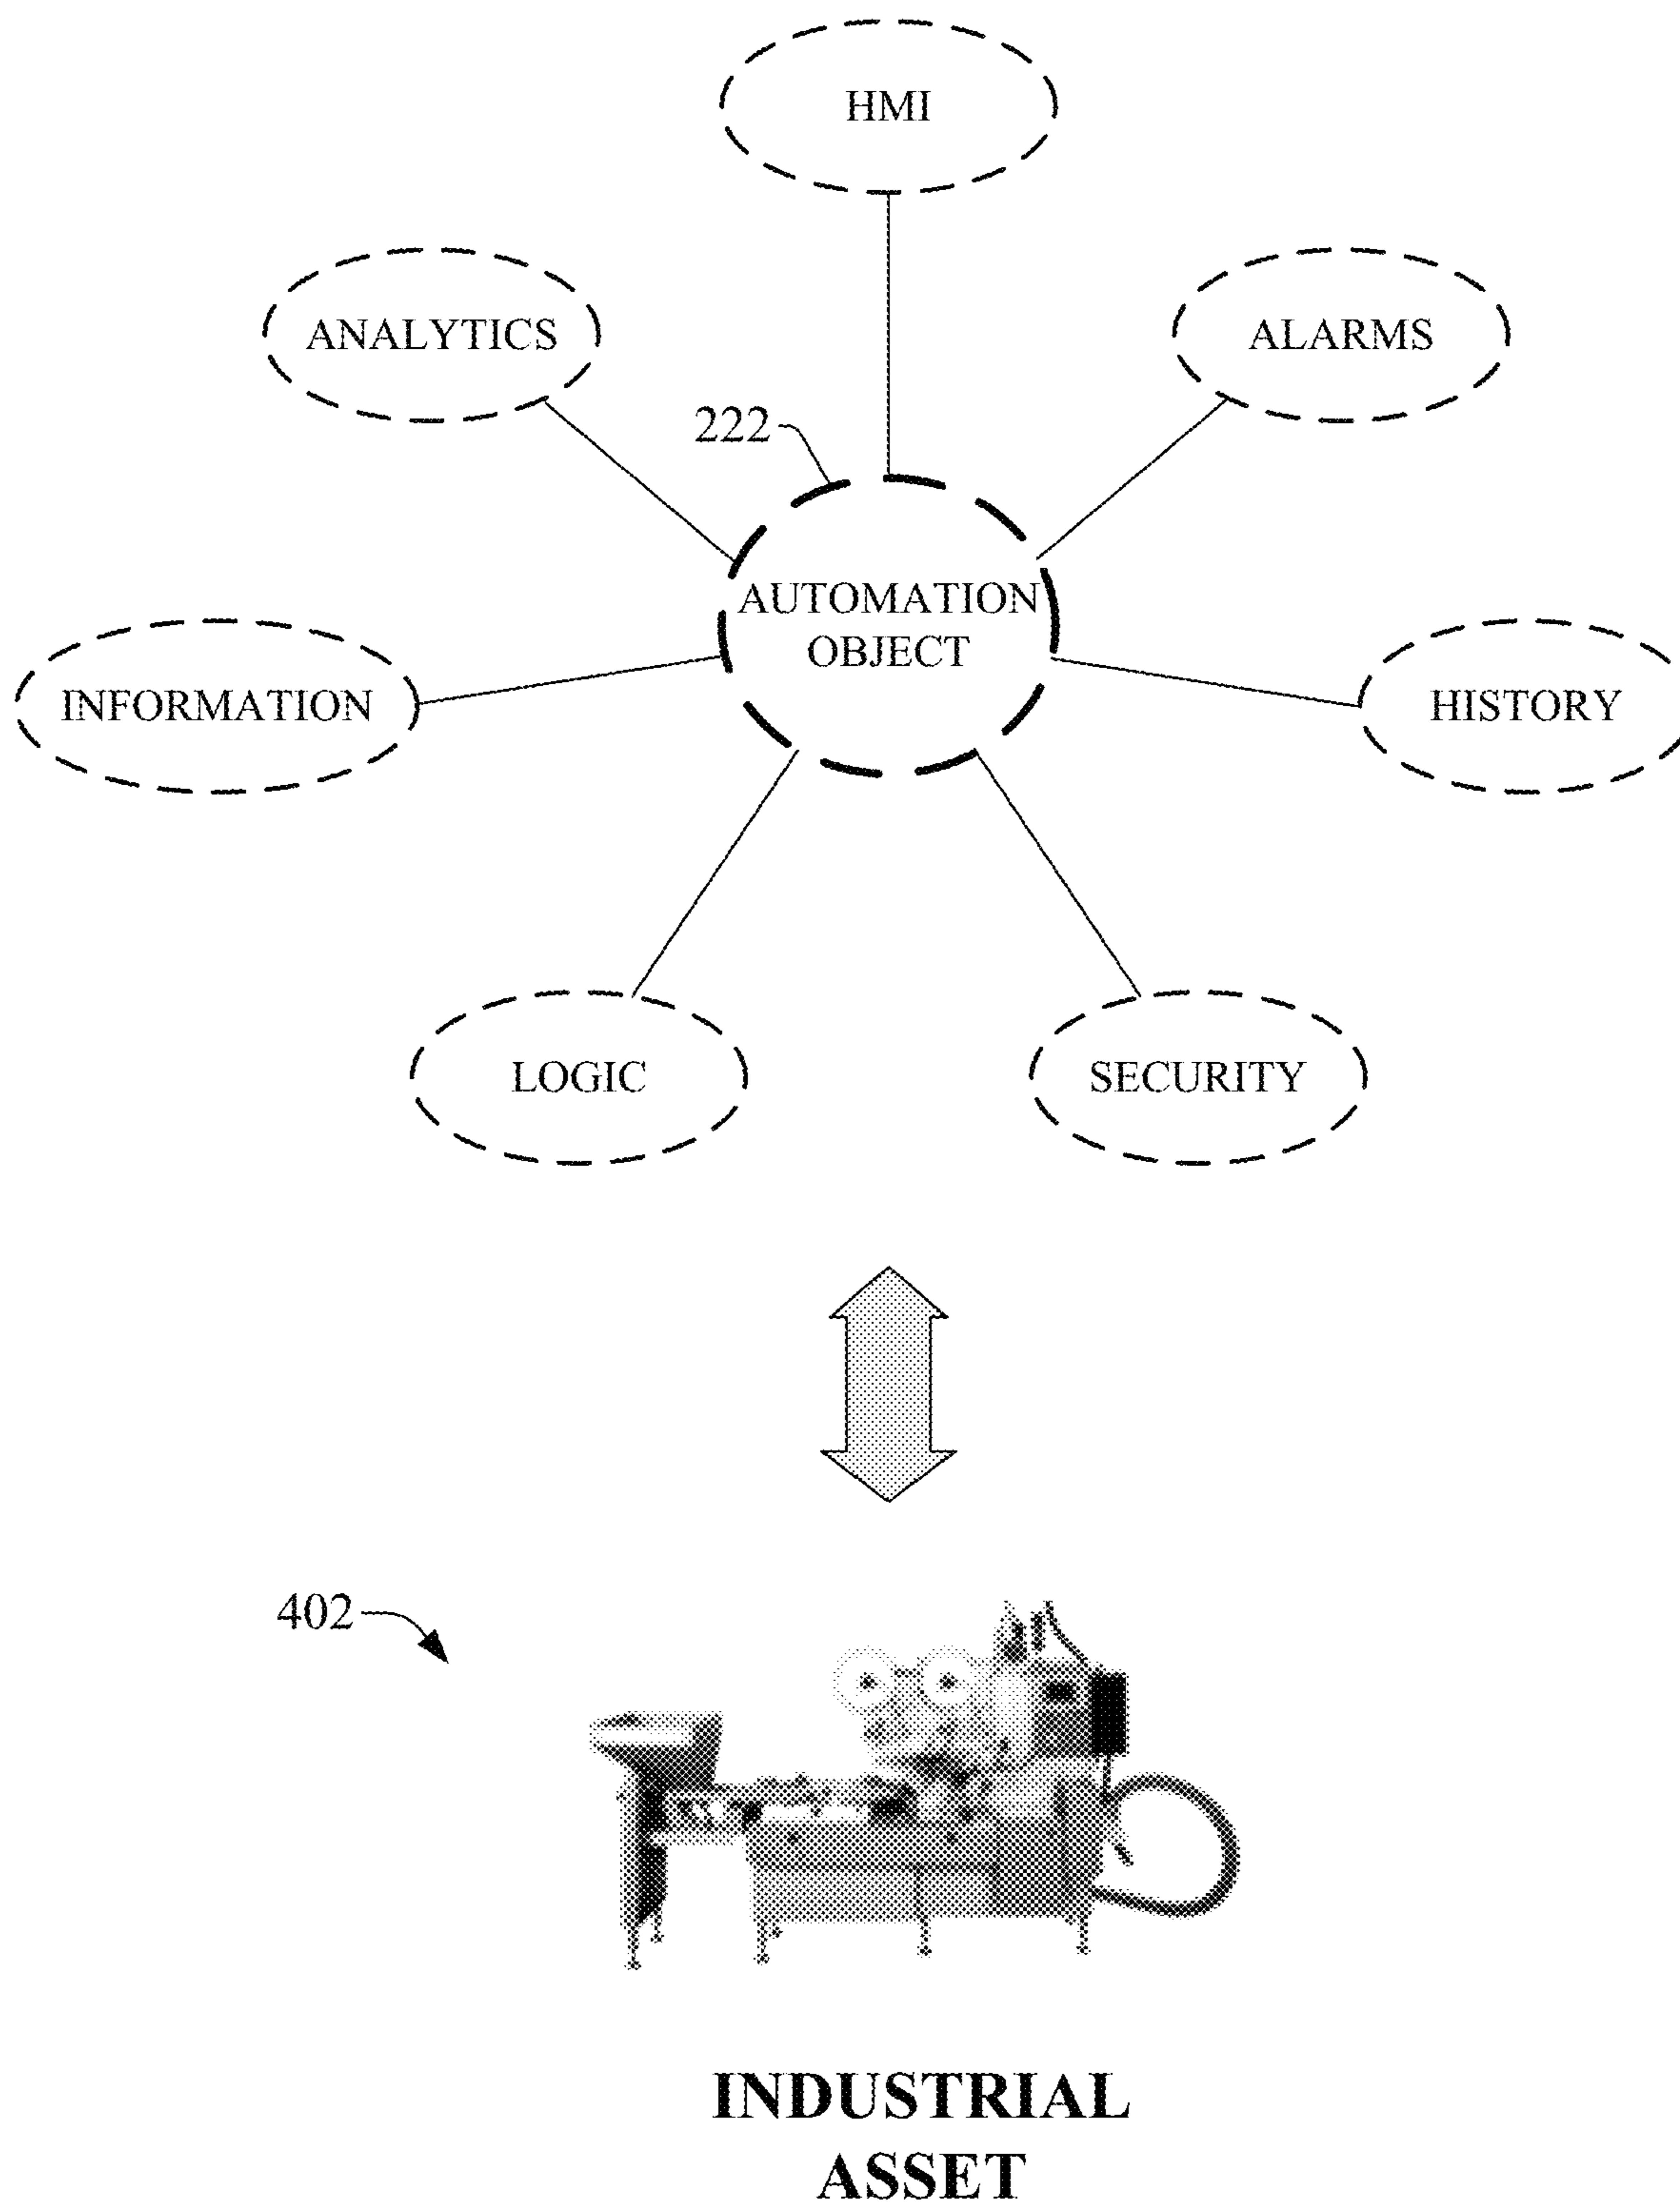 HMI
ANALYTICS
ALARMS
222
AUTOMATION
OBJECT
INFORMATION
HISTORY
LOGIC
SECURITY
402
INDUSTRIAL
ASSET